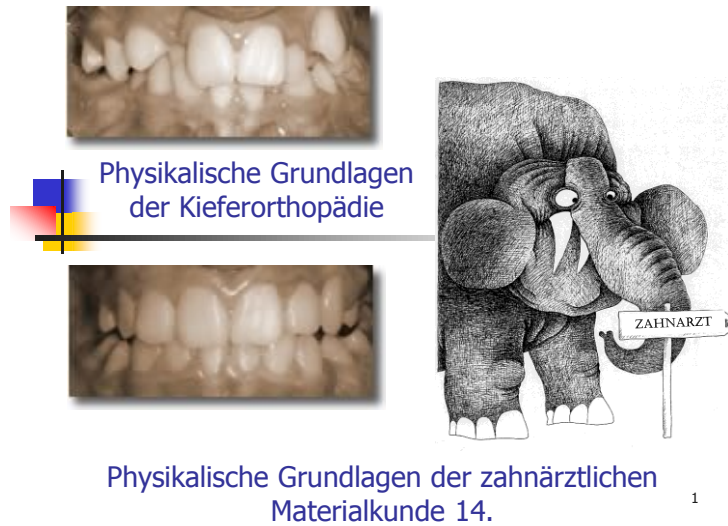 Physikalische Grundlagen
der Kieferorthopädie
ZAHNARZT
Physikalische Grundlagen der zahnärztlichen
Materialkunde 14.
1